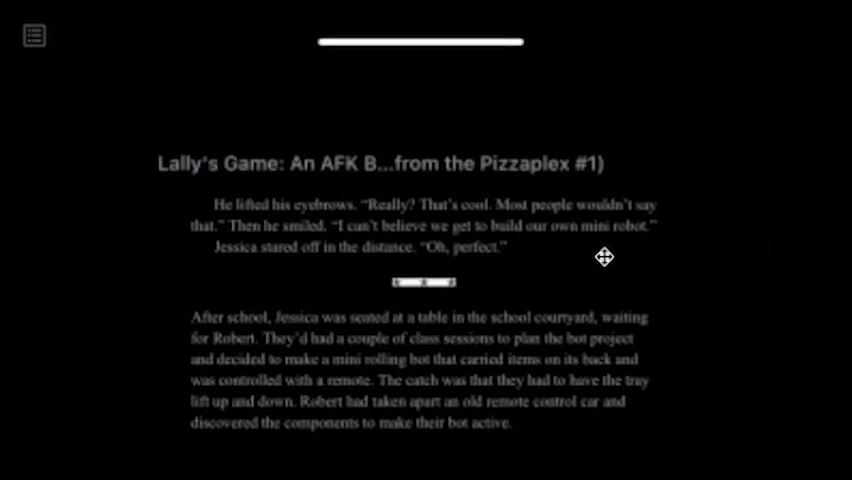 Lally's Game: An AFK B...from the Pizzaplex #1)
He lifted his eyebrows. “Really? That’s cool. Most people wouldn’t say
that.” Then he smiled. “I can’t believe we get to build our own mini robot.”
Jessica stared off in the distance. “Oh, perfect.”
After school, Jessica was seated at a table in the school courtyard, waiting
for Robert. They’d had a couple of class sessions to plan the bot project
and decided to make a mini rolling bot that carried items on its back and
was controlled with a remote. The catch was that they had to have the tray
lift up and down. Robert had taken apart an old remote control car and
discovered the components to make their bot active.